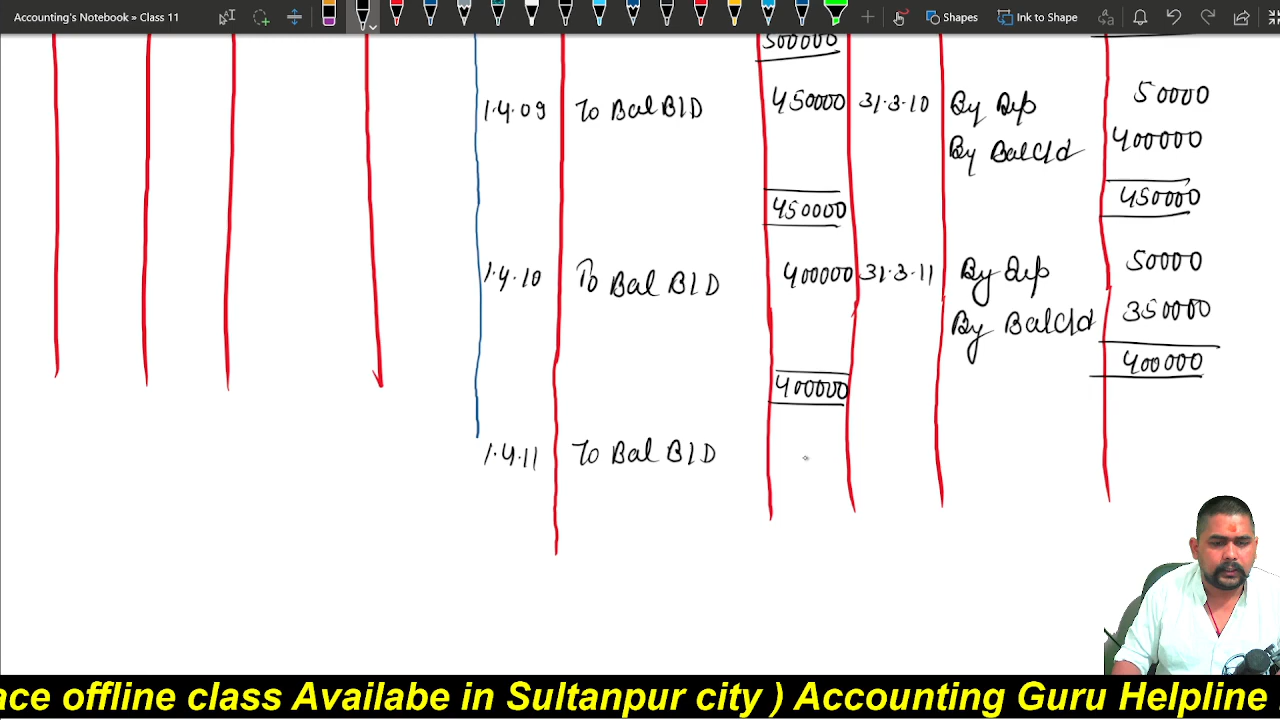 Accounting's Notebook » Class 11
Shapes
Ink to Shape
500000
1.4.09 To Bal B/D 450000 31.3.10 By Dep 50000
By Bal C/d 400000
450000 450000
1.4.10 To Bal B/D 400000 31.3.11 By Dep 50000
By Bal C/d 350000
400000 400000
1.4.11 To Bal B/D
ace offline class Availabe in Sultanpur city ) Accounting Guru Helpline